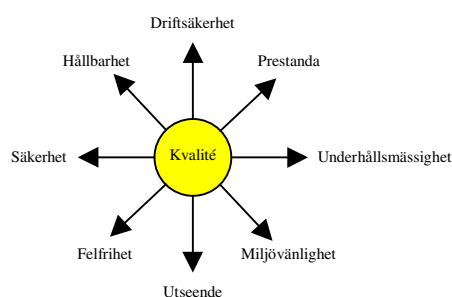 Driftsäkerhet
Hållbarhet
Prestanda
Säkerhet
Kvalité
Underhållsmässighet
Felfrihet
Miljövänlighet
Utseende